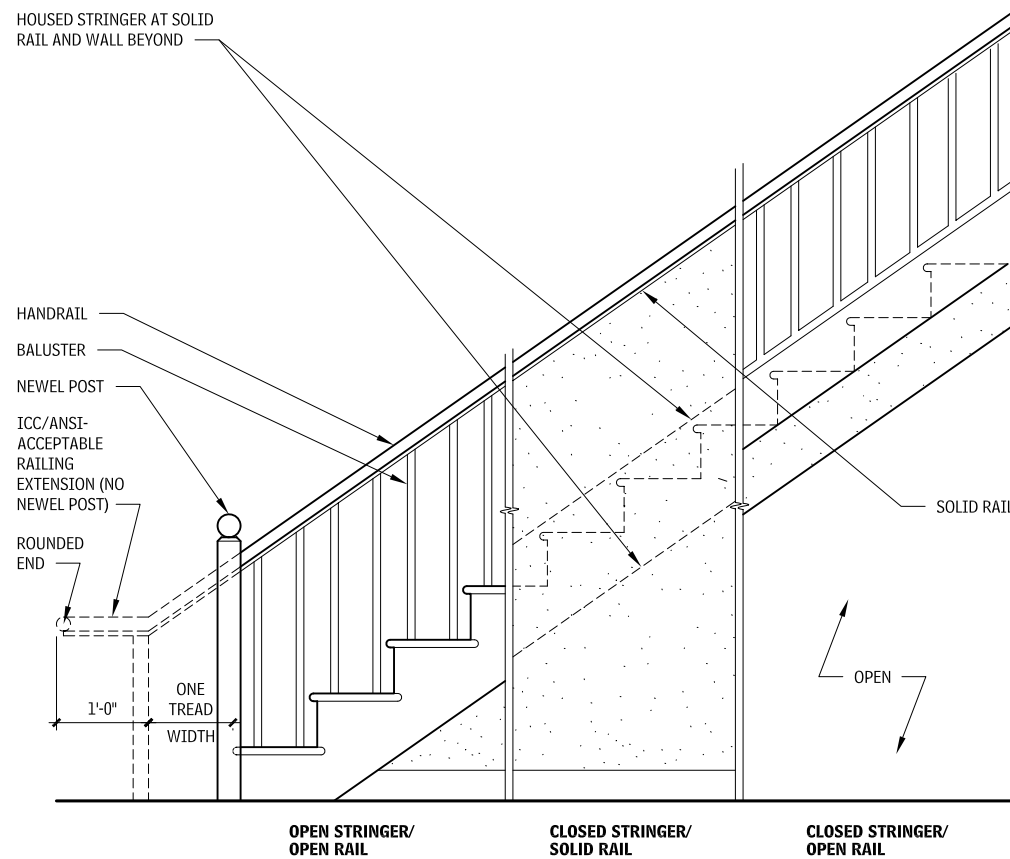 HOUSED STRINGER AT SOLID
RAIL AND WALL BEYOND
HANDRAIL
BALUSTER
NEWEL POST
ICC/ANSI-
ACCEPTABLE
RAILING
EXTENSION (NO
NEWEL POST)
ROUNDED
END
SOLID RAIL
OPEN
1'-0"
ONE
TREAD
WIDTH
OPEN STRINGER/
OPEN RAIL
CLOSED STRINGER/
SOLID RAIL
CLOSED STRINGER/
OPEN RAIL